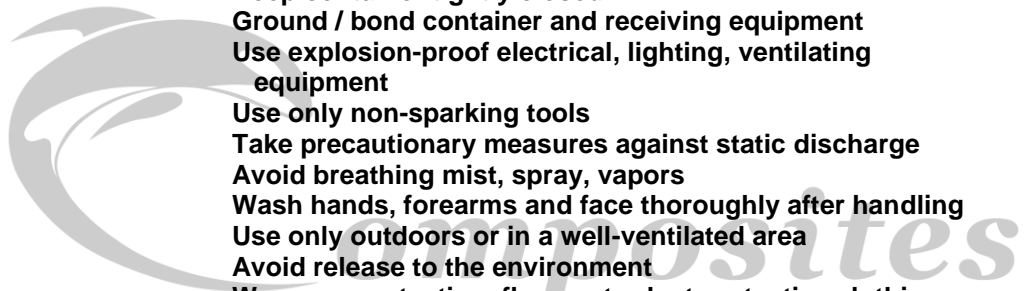 Ground / bond container and receiving equipment
Use explosion-proof electrical, lighting, ventilating
equipment
Use only non-sparking tools
Take precautionary measures against static discharge
Avoid breathing mist, spray, vapors
Wash hands, forearms and face thoroughly after handling
Use only outdoors or in a well-ventilated area
Avoid release to the environment
omposites